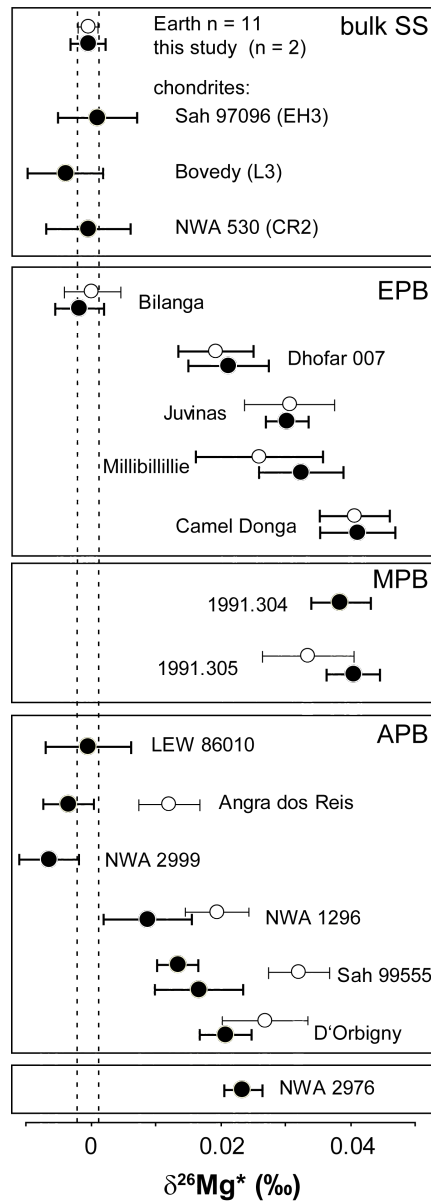 bulk SS
Earth n = 11
this study (n = 2)
chondrites:
Sah 97096 (EH3)
Bovedy (L3)
NWA 530 (CR2)
EPB
Bilanga
Dhofar 007
Juvinas
Millibillillie
Camel Donga
MPB
1991.304
1991.305
APB
LEW 86010
Angra dos Reis
NWA 2999
NWA 1296
Sah 99555
D'Orbigny
NWA 2976
0 0.02 0.04
δ²⁶Mg* (‰)